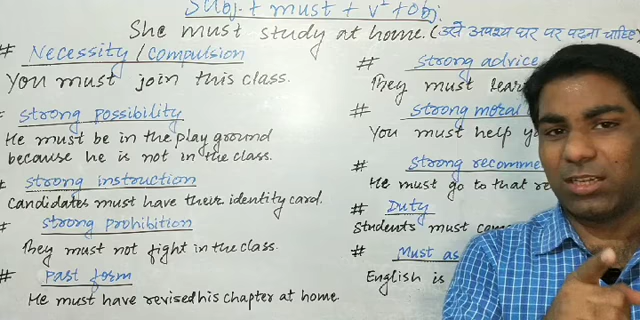 Subj. + must + v¹ + obj.
She must study at home. (उसे अवश्य घर पर पढ़ना चाहिए)
# Necessity / Compulsion
You must join this class.
Strong possibility
He must be in the play ground
because he is not in the class.
Strong instruction
Candidates must have their identity card.
# Strong prohibition
They must not fight in the class.
# Past form
He must have revised his chapter at home.
# Strong advice
They must
# Strong moral
You must help
# Strong
He must go to that
# Duty
Students must
# Must as
English is